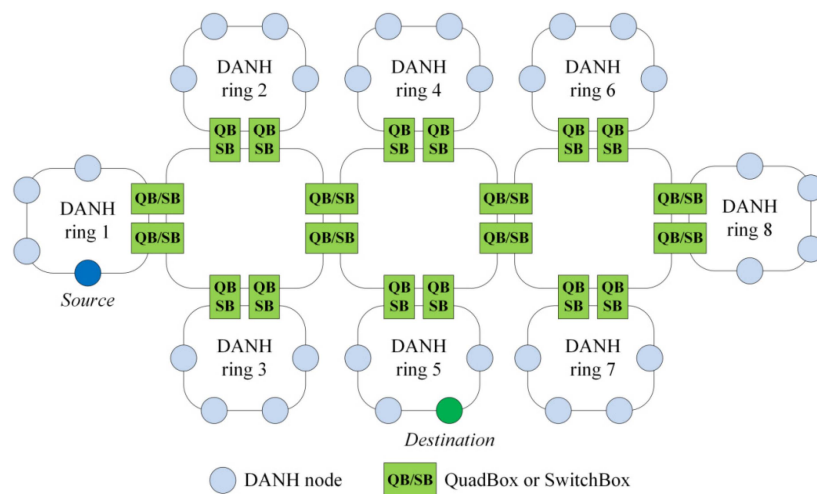 DANH
ring 2
DANH
ring 4
DANH
ring 6
QB
SB
QB
SB
QB
SB
QB
SB
QB
SB
QB
SB
DANH
ring 1
QB/SB
QB/SB
QB/SB
QB/SB
QB/SB
QB/SB
QB/SB
QB/SB
DANH
ring 8
Source
QB
SB
QB
SB
QB
SB
QB
SB
QB
SB
QB
SB
DANH
ring 3
DANH
ring 5
DANH
ring 7
Destination
DANH node
QB/SB
QuadBox or SwitchBox